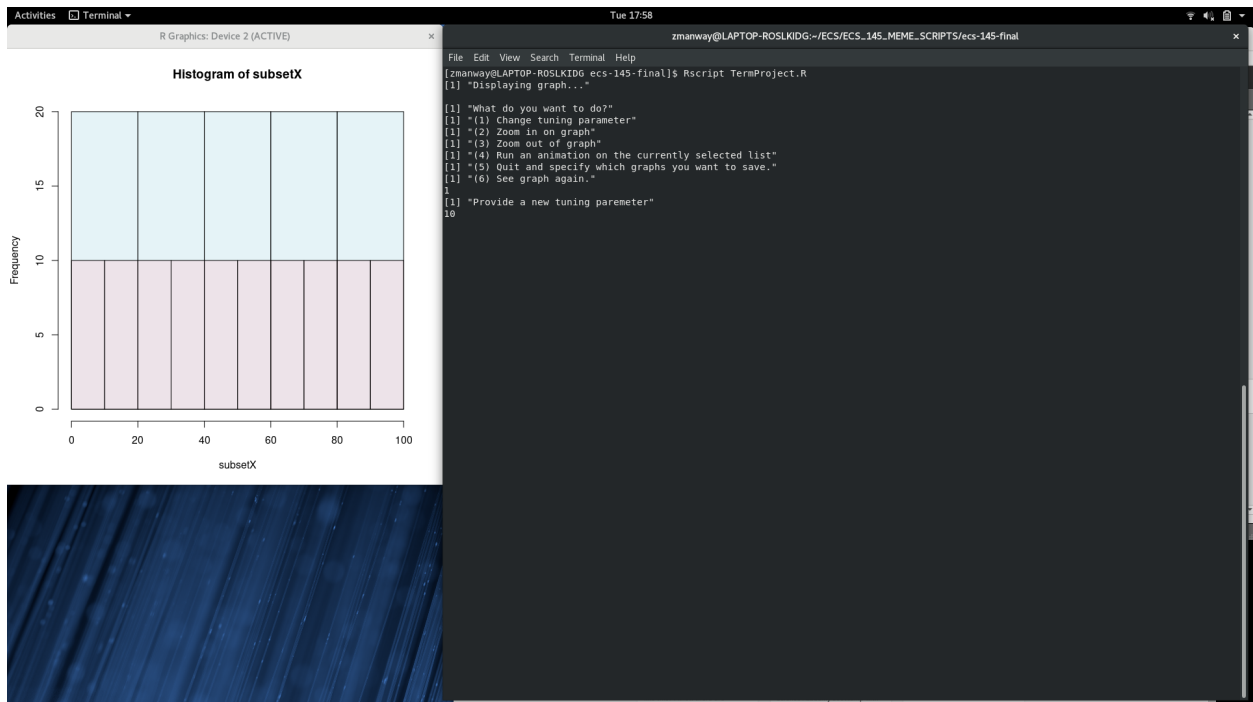 Activities Terminal Tue 17:58
R Graphics: Device 2 (ACTIVE) ×
Histogram of subsetX
20
15
10
5
0
Frequency
0 20 40 60 80 100
subsetX
zmanway@LAPTOP-ROSLKIDG:~/ECS/ECS_145_MEME_SCRIPTS/ecs-145-final ×
File Edit View Search Terminal Help
[zmanway@LAPTOP-ROSLKIDG ecs-145-final]$ Rscript TermProject.R
[1] "Displaying graph..."
[1] "What do you want to do?"
[1] "(1) Change tuning parameter"
[1] "(2) Zoom in on graph"
[1] "(3) Zoom out of graph"
[1] "(4) Run an animation on the currently selected list"
[1] "(5) Quit and specify which graphs you want to save."
[1] "(6) See graph again."
1
[1] "Provide a new tuning paremeter"
10